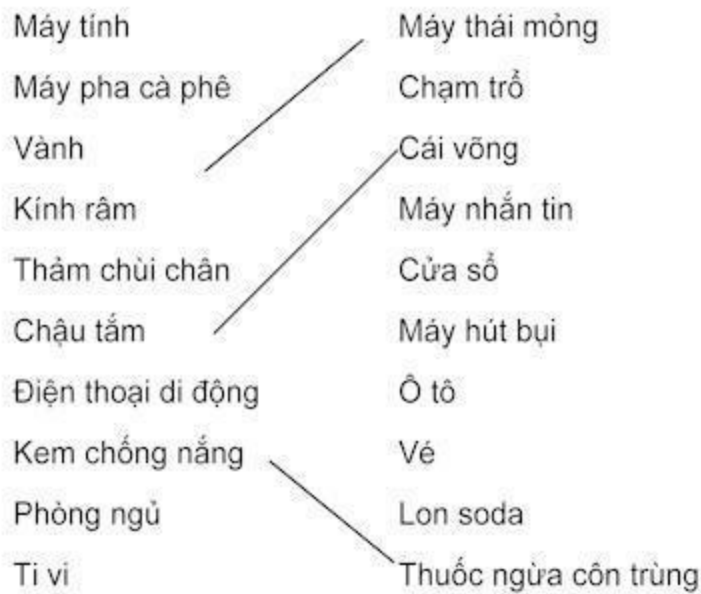 Máy tính Máy thái mỏng
Máy pha cà phê Chạm trổ
Vành Cái võng
Kính râm Máy nhắn tin
Thảm chùi chân Cửa sổ
Chậu tắm Máy hút bụi
Điện thoại di động Ô tô
Kem chống nắng Vé
Phòng ngủ Lon soda
Ti vi Thuốc ngừa côn trùng